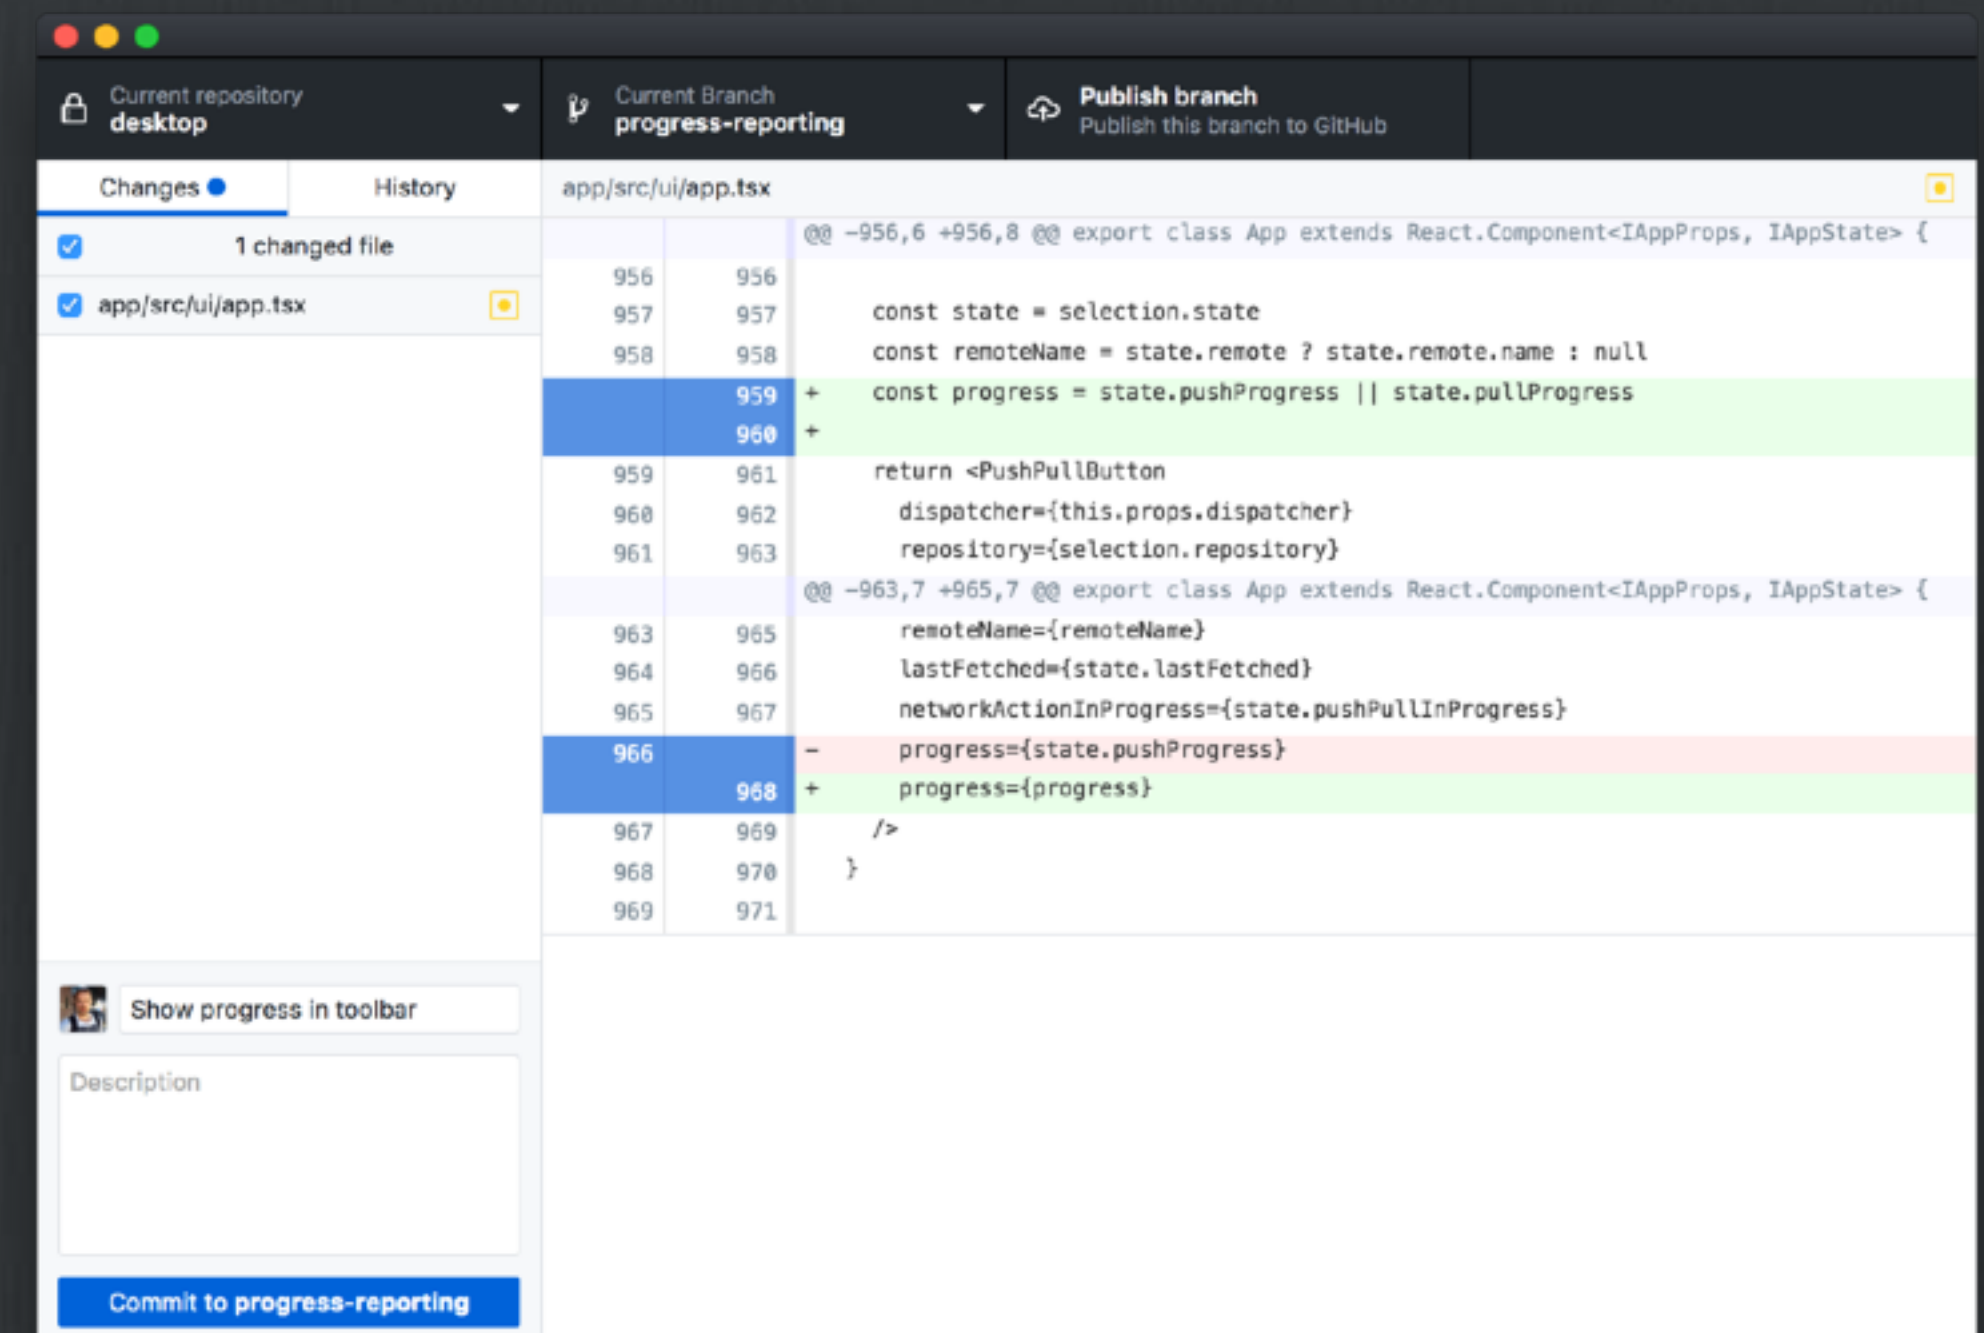 Current repository
desktop
Current Branch
progress-reporting
Publish branch
Publish this branch to GitHub
Changes
History
1 changed file
app/src/ui/app.tsx
app/src/ui/app.tsx
@@ -956,6 +956,8 @@ export class App extends React.Component<IAppProps, IAppState> {
956 956
957 957 const state = selection.state
958 958 const remoteName = state.remote ? state.remote.name : null
959 + const progress = state.pushProgress || state.pullProgress
960 +
959 961 return <PushPullButton
960 962 dispatcher={this.props.dispatcher}
961 963 repository={selection.repository}
@@ -963,7 +965,7 @@ export class App extends React.Component<IAppProps, IAppState> {
963 965 remoteName={remoteName}
964 966 lastFetched={state.lastFetched}
965 967 networkActionInProgress={state.pushPullInProgress}
966 - progress={state.pushProgress}
968 + progress={progress}
967 969 />
968 970 }
969 971
Show progress in toolbar
Description
Commit to progress-reporting